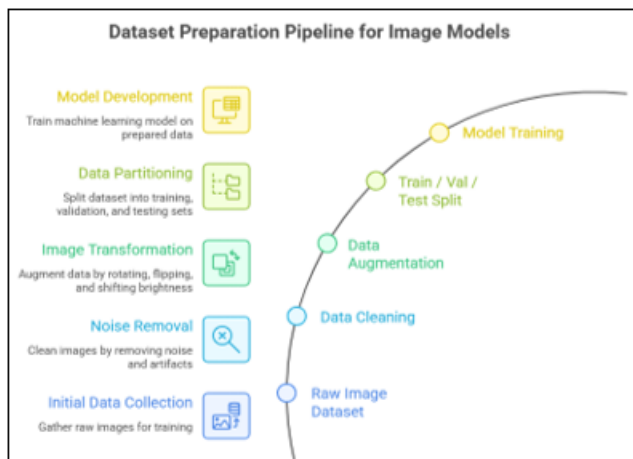 Dataset Preparation Pipeline for Image Models
Model Development
Train machine learning model on
prepared data
Model Training
Data Partitioning
Split dataset into training,
validation, and testing sets
Train / Val /
Test Split
Image Transformation
Augment data by rotating, flipping,
and shifting brightness
Data
Augmentation
Noise Removal
Clean images by removing noise
and artifacts
Data Cleaning
Initial Data Collection
Gather raw images for training
Raw Image
Dataset